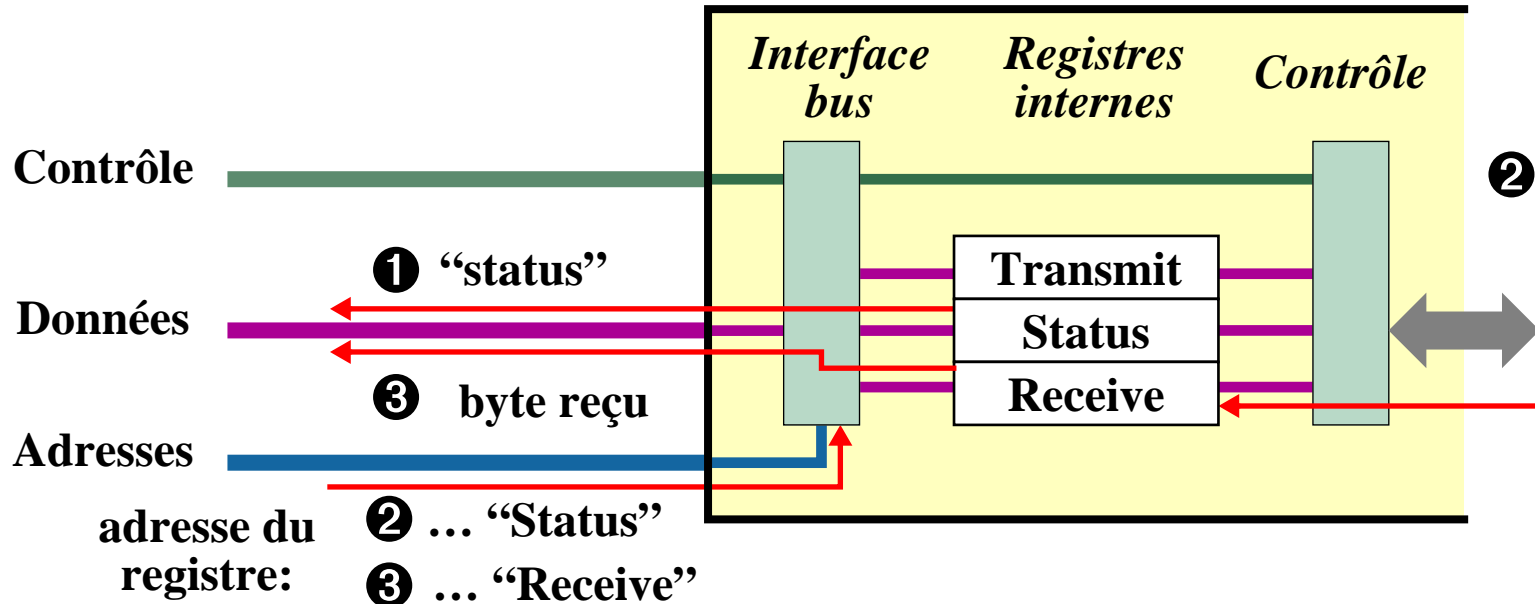 Interface
bus
Registres
internes
Contrôle
Contrôle
❷
❶ “status”
Transmit
Données
Status
❸ byte reçu
Receive
Adresses
adresse du
registre:
❷ … “Status”
❸ … “Receive”